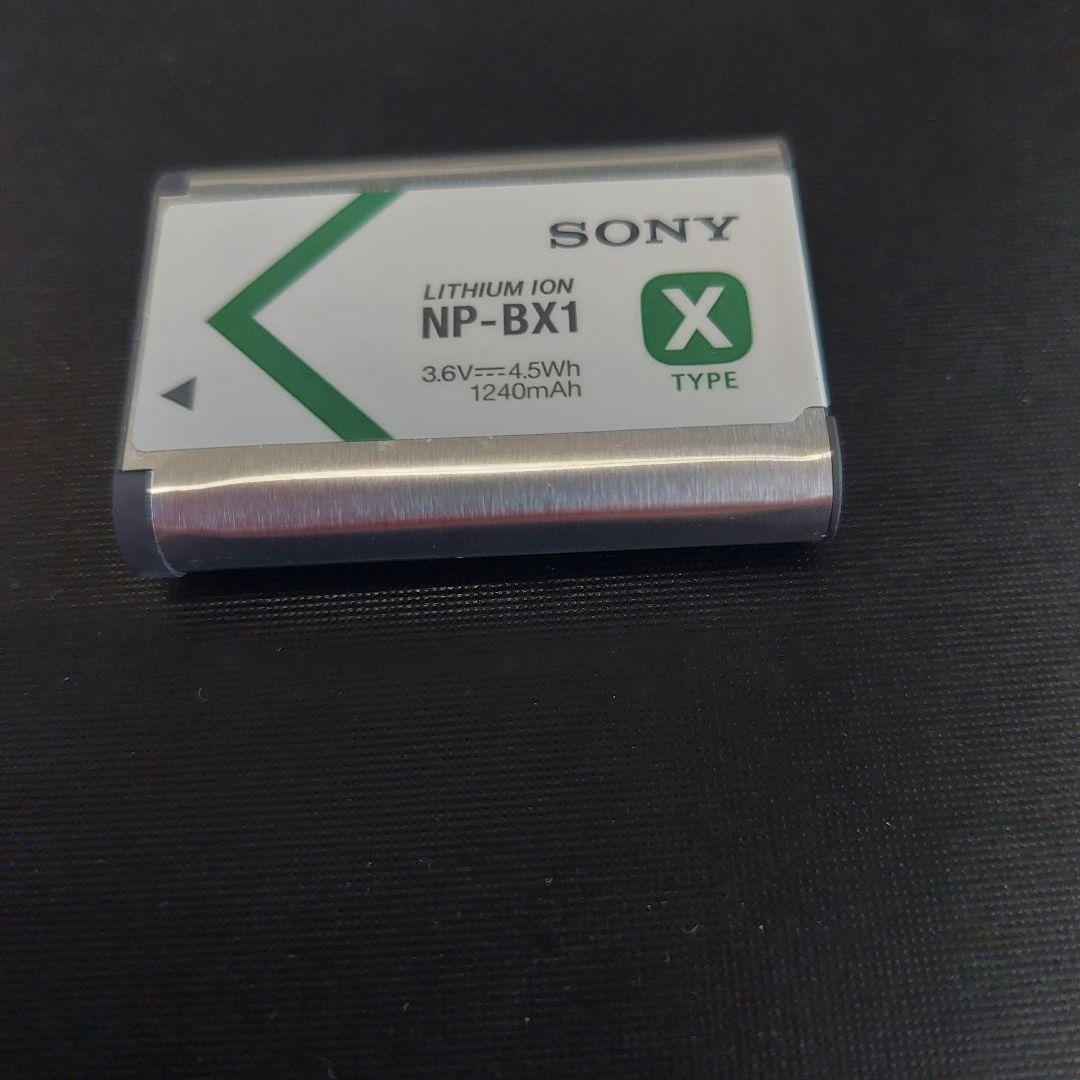 SONY
LITHIUM ION
NP-BX1
3.6V⎓4.5Wh
1240mAh
X
TYPE